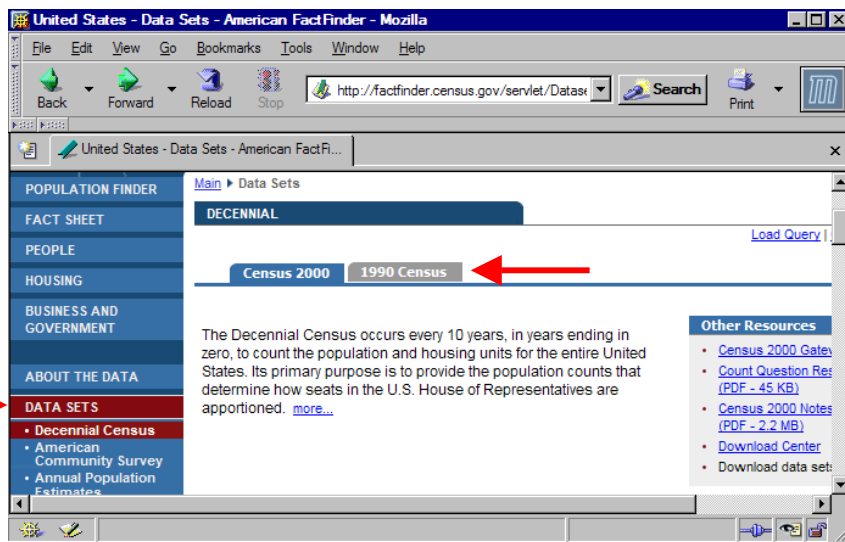 United States - Data Sets - American FactFinder - Mozilla
File Edit View Go Bookmarks Tools Window Help
Back Forward Reload Stop http://factfinder.census.gov/servlet/Datase Search Print
United States - Data Sets - American FactFi...
POPULATION FINDER
FACT SHEET
PEOPLE
HOUSING
BUSINESS AND
GOVERNMENT
ABOUT THE DATA
DATA SETS
• Decennial Census
• American
Community Survey
• Annual Population
Estimates
Main ▸ Data Sets
DECENNIAL
Load Query |
Census 2000 1990 Census
The Decennial Census occurs every 10 years, in years ending in
zero, to count the population and housing units for the entire United
States. Its primary purpose is to provide the population counts that
determine how seats in the U.S. House of Representatives are
apportioned. more...
Other Resources
• Census 2000 Gatew
• Count Question Res
(PDF - 45 KB)
• Census 2000 Notes
(PDF - 2.2 MB)
• Download Center
• Download data sets